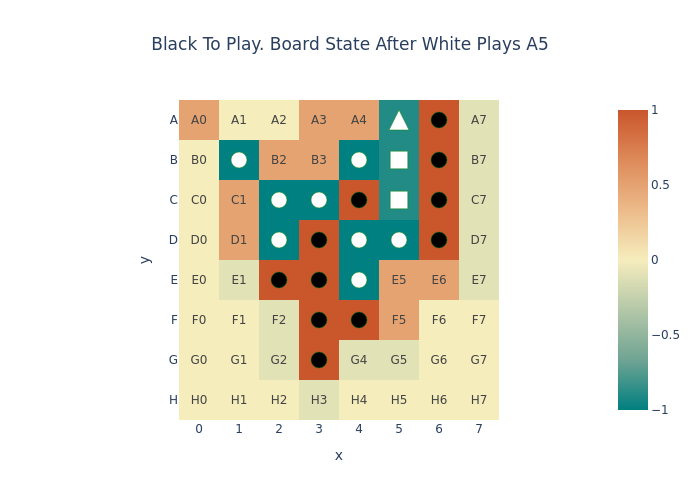 Black To Play. Board State After White Plays A5
A A0 A1 A2 A3 A4 A7
B B0 B2 B3 B7
C C0 C1 C7
D D0 D1 D7
E E0 E1 E5 E6 E7
F F0 F1 F2 F5 F6 F7
G G0 G1 G2 G4 G5 G6 G7
H H0 H1 H2 H3 H4 H5 H6 H7
0 1 2 3 4 5 6 7
x
y
1
0.5
0
−0.5
−1